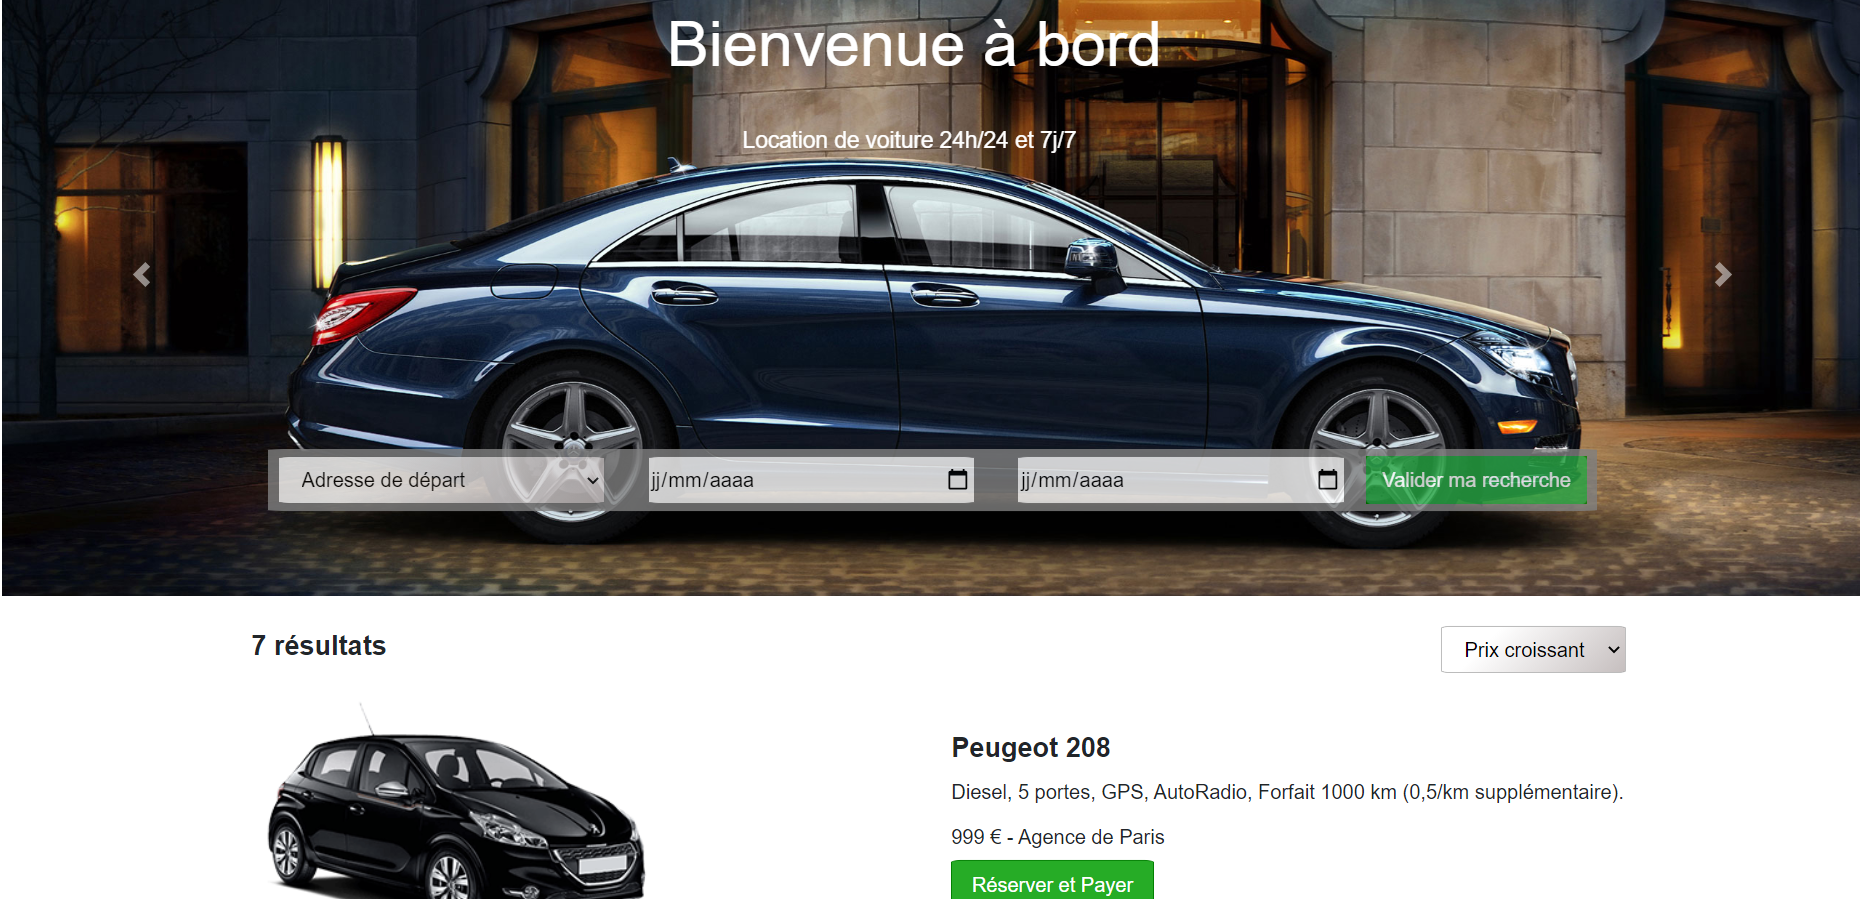 Bienvenue à bord
Location de voiture 24h/24 et 7j/7
Adresse de départ
jj/mm/aaaa
jj/mm/aaaa
Valider ma recherche
7 résultats
Prix croissant
Peugeot 208
Diesel, 5 portes, GPS, AutoRadio, Forfait 1000 km (0,5/km supplémentaire).
999 € - Agence de Paris
Réserver et Payer